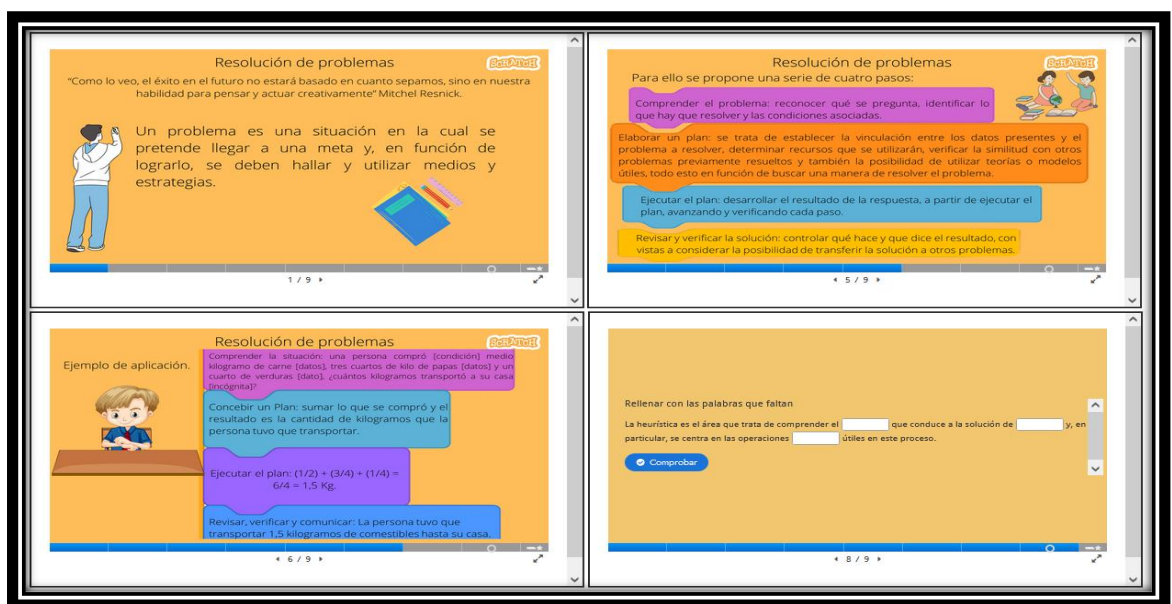 Resolución de problemas
SCRATCH
“Como lo veo, el éxito en el futuro no estará basado en cuanto sepamos, sino en nuestra
habilidad para pensar y actuar creativamente” Mitchel Resnick.
Un problema es una situación en la cual se
pretende llegar a una meta y, en función de
lograrlo, se deben hallar y utilizar medios y
estrategias.
1 / 9
Resolución de problemas
SCRATCH
Para ello se propone una serie de cuatro pasos:
Comprender el problema: reconocer qué se pregunta, identificar lo
que hay que resolver y las condiciones asociadas.
Elaborar un plan: se trata de establecer la vinculación entre los datos presentes y el
problema a resolver, determinar recursos que se utilizarán, verificar la similitud con otros
problemas previamente resueltos y también la posibilidad de utilizar teorías o modelos
útiles, todo esto en función de buscar una manera de resolver el problema.
Ejecutar el plan: desarrollar el resultado de la respuesta, a partir de ejecutar el
plan, avanzando y verificando cada paso.
Revisar y verificar la solución: controlar qué hace y que dice el resultado, con
vistas a considerar la posibilidad de transferir la solución a otros problemas.
5 / 9
Resolución de problemas
SCRATCH
Ejemplo de aplicación.
Comprender la situación: una persona compró [condición] medio
kilogramo de carne [datos], tres cuartos de kilo de papas [datos] y un
cuarto de verduras [dato], ¿cuántos kilogramos transportó a su casa
[incógnita]?
Concebir un Plan: sumar lo que se compró y el
resultado es la cantidad de kilogramos que la
persona tuvo que transportar.
Ejecutar el plan: (1/2) + (3/4) + (1/4) =
6/4 = 1,5 Kg.
Revisar, verificar y comunicar: La persona tuvo que
transportar 1,5 kilogramos de comestibles hasta su casa.
6 / 9
Rellenar con las palabras que faltan
La heurística es el área que trata de comprender el que conduce a la solución de y, en
particular, se centra en las operaciones útiles en este proceso.
Comprobar
8 / 9